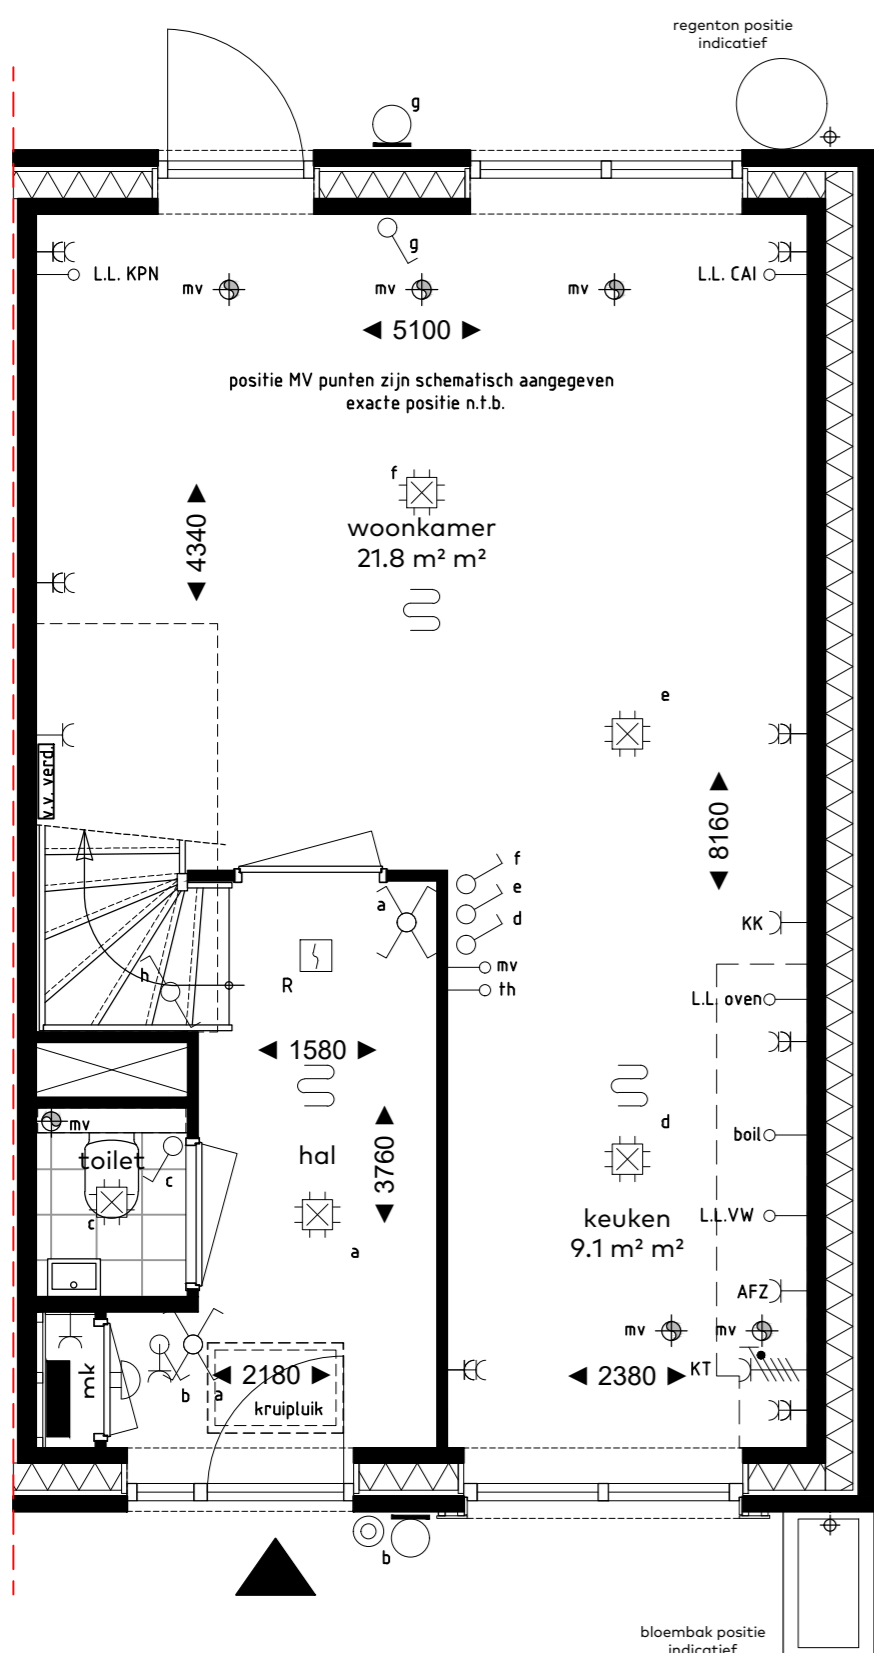 regenton positie
indicatief
g
g
L.L. KPN
L.L. CAI
mv
mv
mv
5100
positie MV punten zijn schematisch aangegeven
exacte positie n.t.b.
f
4340
woonkamer
21.8 m² m²
e
v.v. verd.
8160
f
a
e
d
KK
h
mv
R
th
L.L. oven
1580
mv
d
boil
3760
toilet
hal
c
c
L.L.VW
keuken
9.1 m² m²
a
AFZ
mv
mv
mk
2180
2380
KT
b
a
kruipluik
b
bloembak positie
indicatief